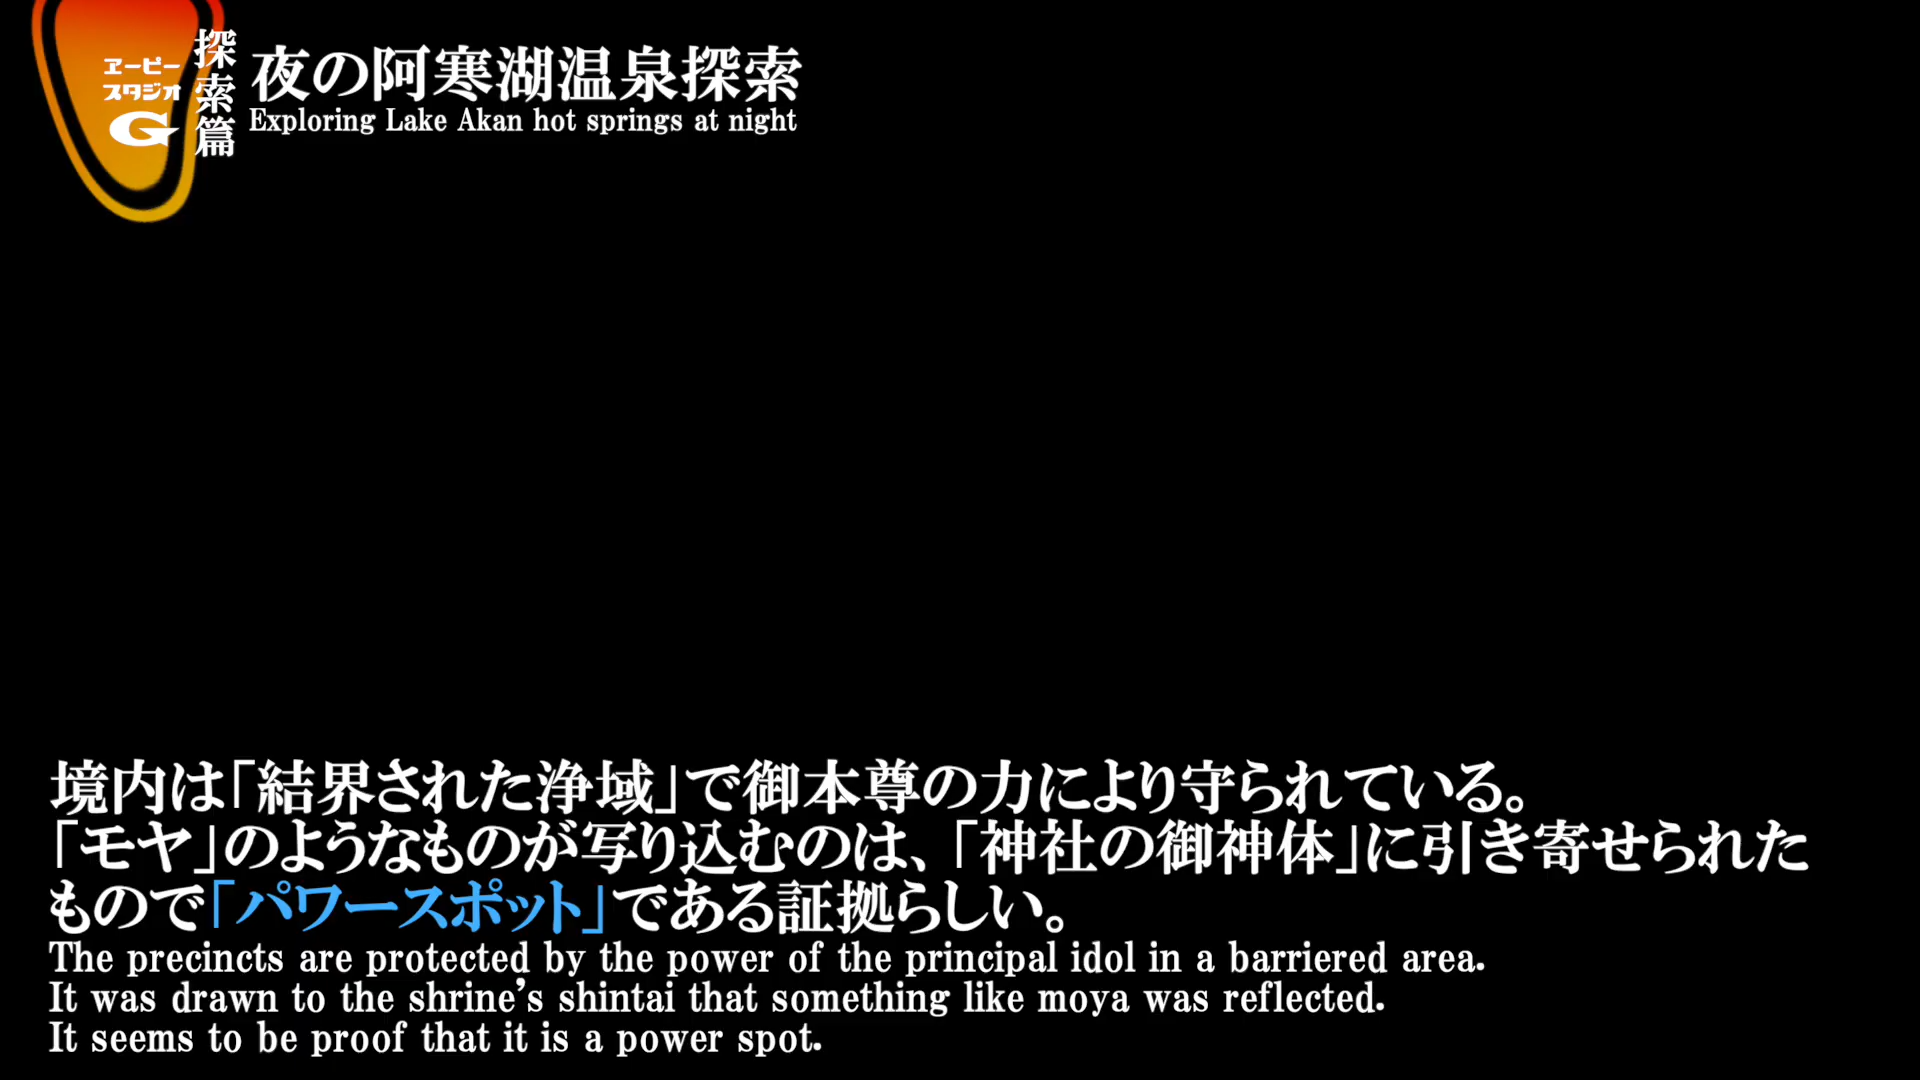 ヱーピー
スタジオ
G
探索篇
夜の阿寒湖温泉探索
Exploring Lake Akan hot springs at night
境内は「結界された浄域」で御本尊の力により守られている。
「モヤ」のようなものが写り込むのは、「神社の御神体」に引き寄せられた
もので「パワースポット」である証拠らしい。
The precincts are protected by the power of the principal idol in a barriered area.
It was drawn to the shrine's shintai that something like moya was reflected.
It seems to be proof that it is a power spot.